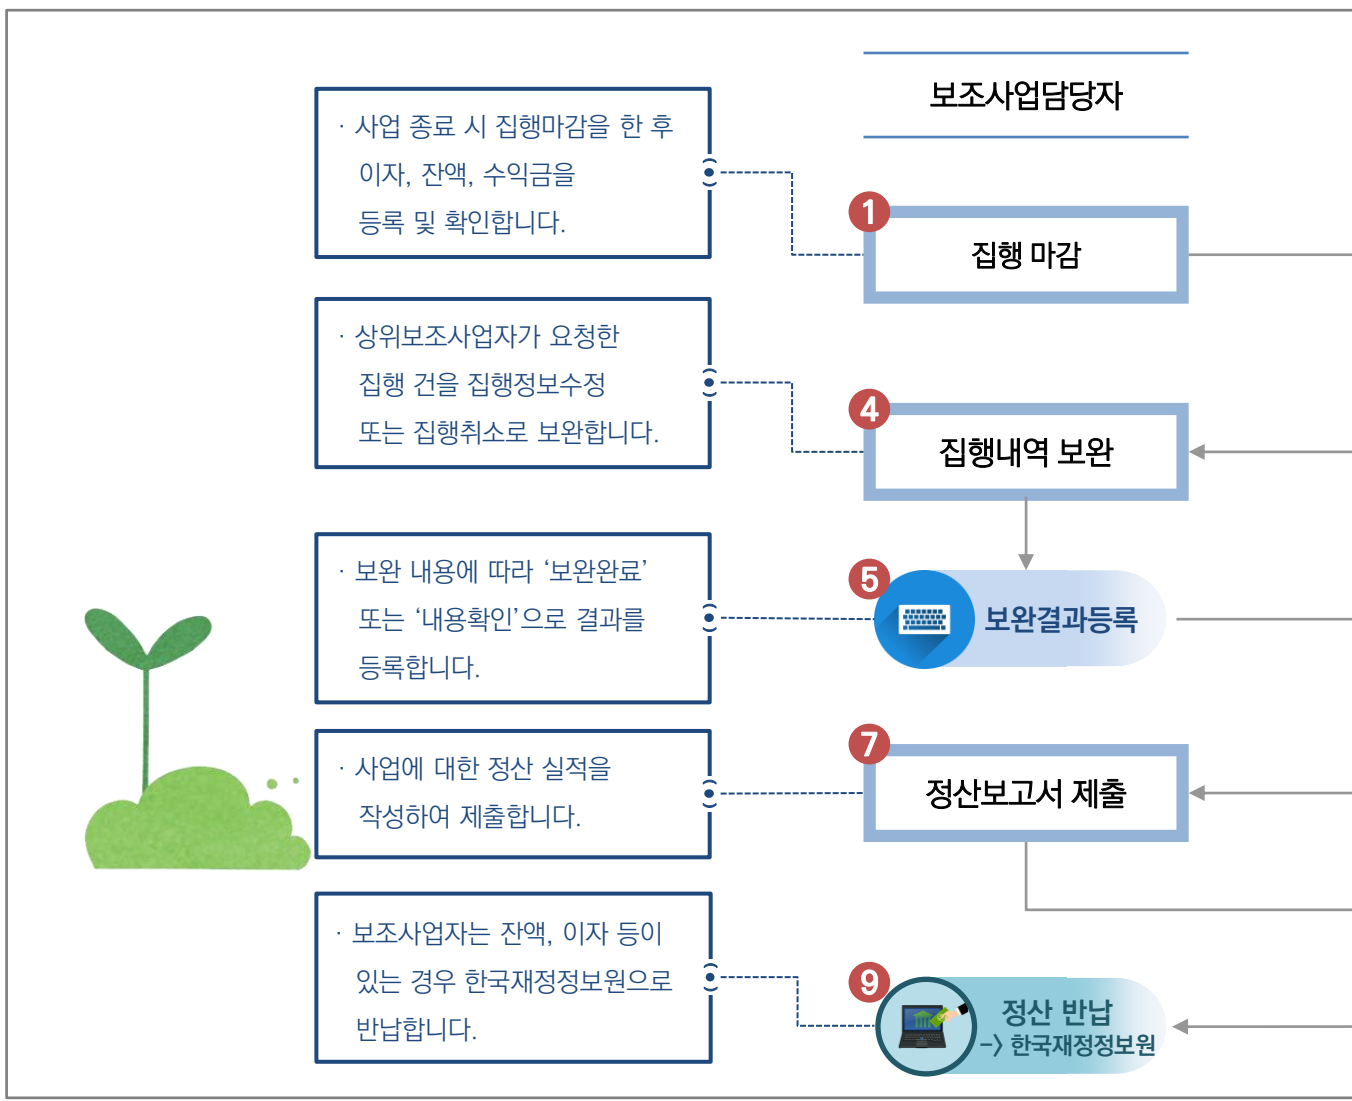 보조사업담당자
· 사업 종료 시 집행마감을 한 후
이자, 잔액, 수익금을
등록 및 확인합니다.
1
집행 마감
· 상위보조사업자가 요청한
집행 건을 집행정보수정
또는 집행취소로 보완합니다.
4
집행내역 보완
· 보완 내용에 따라 ‘보완완료’
또는 ‘내용확인’으로 결과를
등록합니다.
5
보완결과등록
· 사업에 대한 정산 실적을
작성하여 제출합니다.
7
정산보고서 제출
· 보조사업자는 잔액, 이자 등이
있는 경우 한국재정정보원으로
반납합니다.
9
정산 반납
-> 한국재정정보원